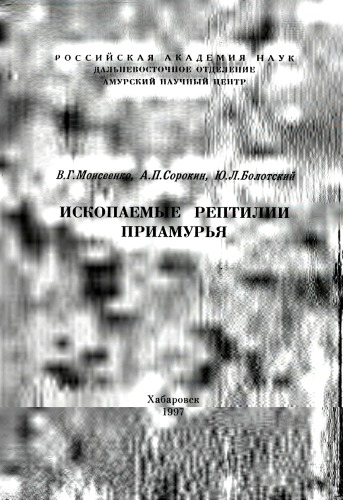 РОССИЙСКАЯ АКАДЕМИЯ НАУК
ДАЛЬНЕВОСТОЧНОЕ ОТДЕЛЕНИЕ
АМУРСКИЙ НАУЧНЫЙ ЦЕНТР
В.Г.Моисеенко, А.П.Сорокин, Ю.Л.Болотский
ИСКОПАЕМЫЕ РЕПТИЛИИ
ПРИАМУРЬЯ
Хабаровск
1997